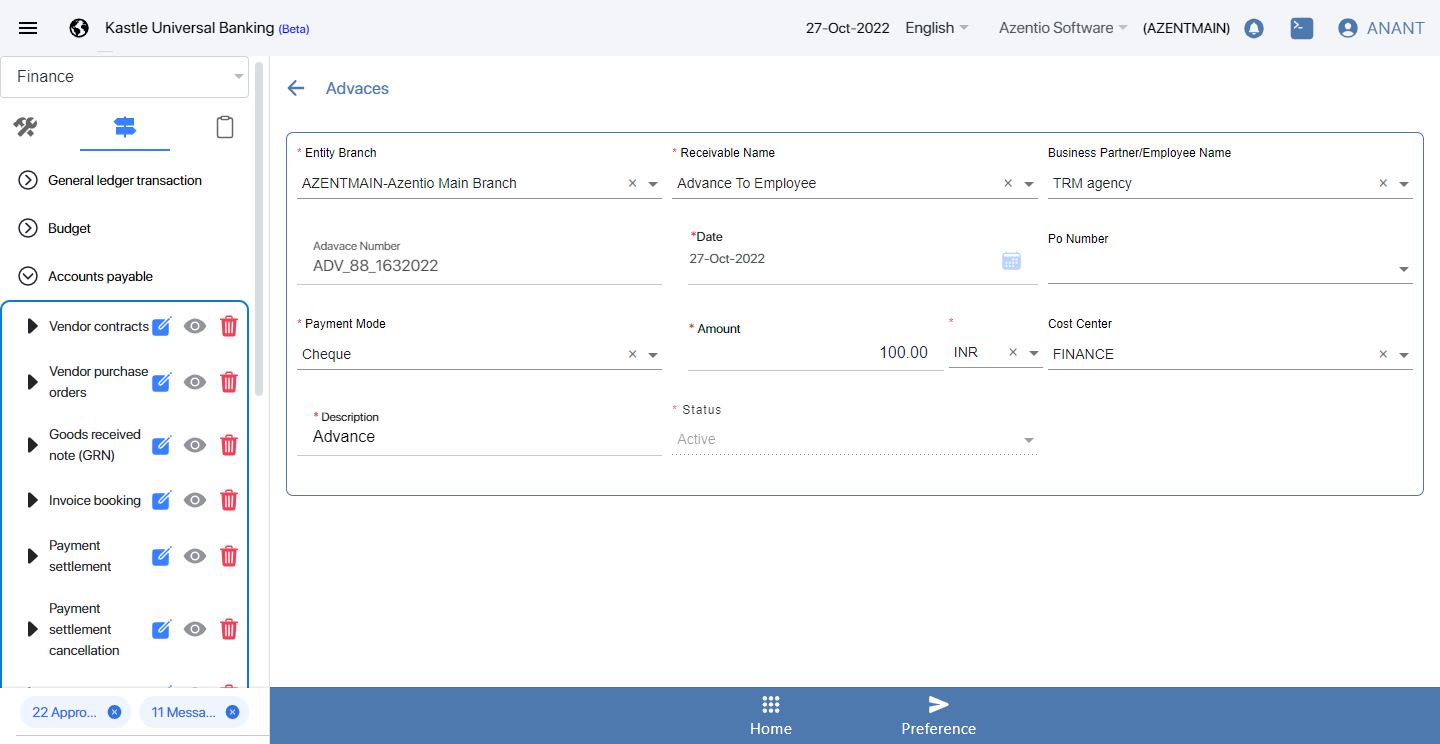 Kastle Universal Banking (Beta)
27-Oct-2022 English Azentio Software (AZENTMAIN) ANANT
Finance
General ledger transaction
Budget
Accounts payable
Vendor contracts
Vendor purchase
orders
Goods received
note (GRN)
Invoice booking
Payment
settlement
Payment
settlement
cancellation
22 Appro... 11 Messa...
Advaces
* Entity Branch
AZENTMAIN-Azentio Main Branch
* Receivable Name
Advance To Employee
Business Partner/Employee Name
TRM agency
Adavace Number
ADV_88_1632022
*Date
27-Oct-2022
Po Number
* Payment Mode
Cheque
* Amount
100.00
*
INR
Cost Center
FINANCE
* Description
Advance
* Status
Active
Home
Preference